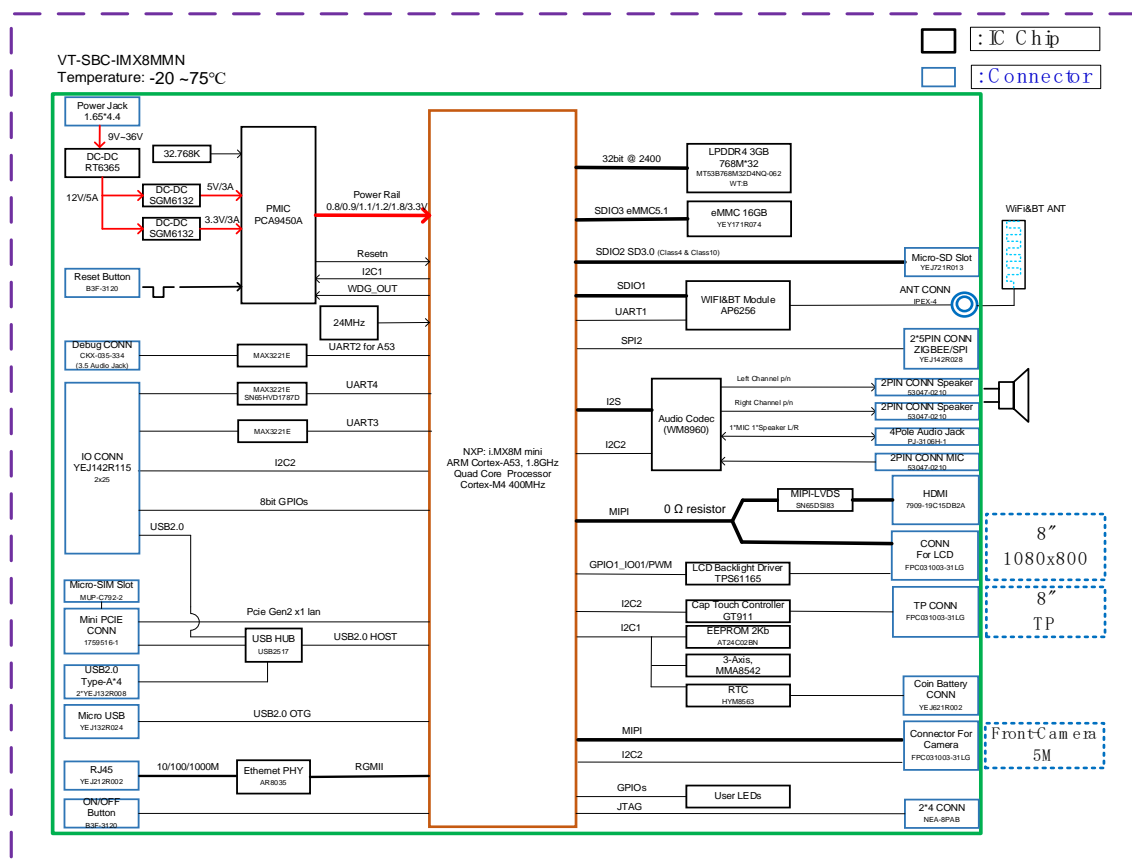 : IC Chip
: Connector
VT-SBC-IMX8MMN
Temperature: -20 ~75℃
Power Jack
1.65*4.4
9V~36V
DC-DC
RT6365
12V/5A
DC-DC
SGM6132
5V/3A
DC-DC
SGM6132
3.3V/3A
32.768K
PMIC
PCA9450A
Power Rail
0.8/0.9/1.1/1.2/1.8/3.3V
Resetn
I2C1
WDG_OUT
Reset Button
B3F-3120
24MHz
Debug CONN
CKX-035-334
(3.5 Audio Jack)
MAX3221E
UART2 for A53
MAX3221E
SN65HVD1787D
UART4
MAX3221E
UART3
IO CONN
YEJ142R115
2x25
I2C2
8bit GPIOs
USB2.0
Micro-SIM Slot
MUP-C792-2
Mini PCIE
CONN
1759516-1
Pcie Gen2 x1 lan
USB HUB
USB2517
USB2.0 HOST
USB2.0
Type-A*4
2*YEJ132R008
Micro USB
YEJ132R024
USB2.0 OTG
RJ45
YEJ212R002
10/100/1000M
Ethernet PHY
AR8035
RGMII
ON/OFF
Button
B3F-3120
NXP: i.MX8M mini
ARM Cortex-A53, 1.8GHz
Quad Core Processor
Cortex-M4 400MHz
32bit @ 2400
LPDDR4 3GB
768M*32
MT53B768M32D4NQ-062
WT:B
SDIO3 eMMC5.1
eMMC 16GB
YEY171R074
SDIO2 SD3.0 (Class4 & Class10)
Micro-SD Slot
YEJ721R013
WiFi&BT ANT
SDIO1
UART1
WIFI&BT Module
AP6256
ANT CONN
IPEX-4
SPI2
2*5PIN CONN
ZIGBEE/SPI
YEJ142R028
I2S
I2C2
Audio Codec
(WM8960)
Left Channel p/n
2PIN CONN Speaker
53047-0210
Right Channel p/n
2PIN CONN Speaker
53047-0210
1"MIC 1"Speaker L/R
4Pole Audio Jack
PJ-3106H-1
2PIN CONN MIC
53047-0210
MIPI
0 Ω resistor
MIPI-LVDS
SN65DSI83
HDMI
7909-19C15DB2A
CONN
For LCD
FPC031003-31LG
8″
1080x800
GPIO1_IO01/PWM
LCD Backlight Driver
TPS61165
I2C2
Cap Touch Controller
GT911
TP CONN
FPC031003-31LG
8″
TP
I2C1
EEPROM 2Kb
AT24C02BN
3-Axis,
MMA8542
RTC
HYM8563
Coin Battery
CONN
YEJ621R002
MIPI
I2C2
Connector For
Camera
FPC031003-31LG
Front-Camera
5M
GPIOs
User LEDs
JTAG
2*4 CONN
NEA-8PAB